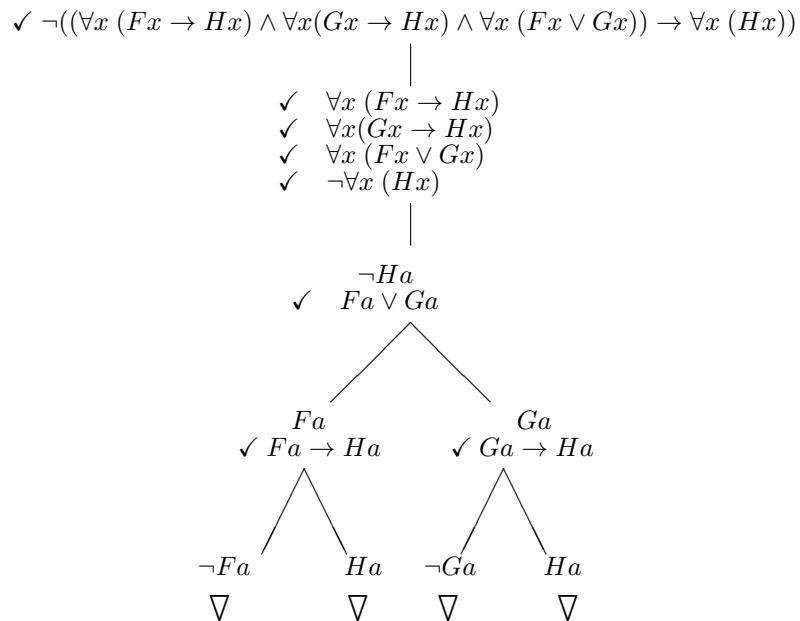 ✓ ¬((∀x (Fx → Hx) ∧ ∀x(Gx → Hx) ∧ ∀x (Fx ∨ Gx)) → ∀x (Hx))
✓ ∀x (Fx → Hx)
✓ ∀x(Gx → Hx)
✓ ∀x (Fx ∨ Gx)
✓ ¬∀x (Hx)
¬Ha
✓ Fa ∨ Ga
Fa Ga
✓ Fa → Ha ✓ Ga → Ha
¬Fa Ha ¬Ga Ha
▽ ▽ ▽ ▽